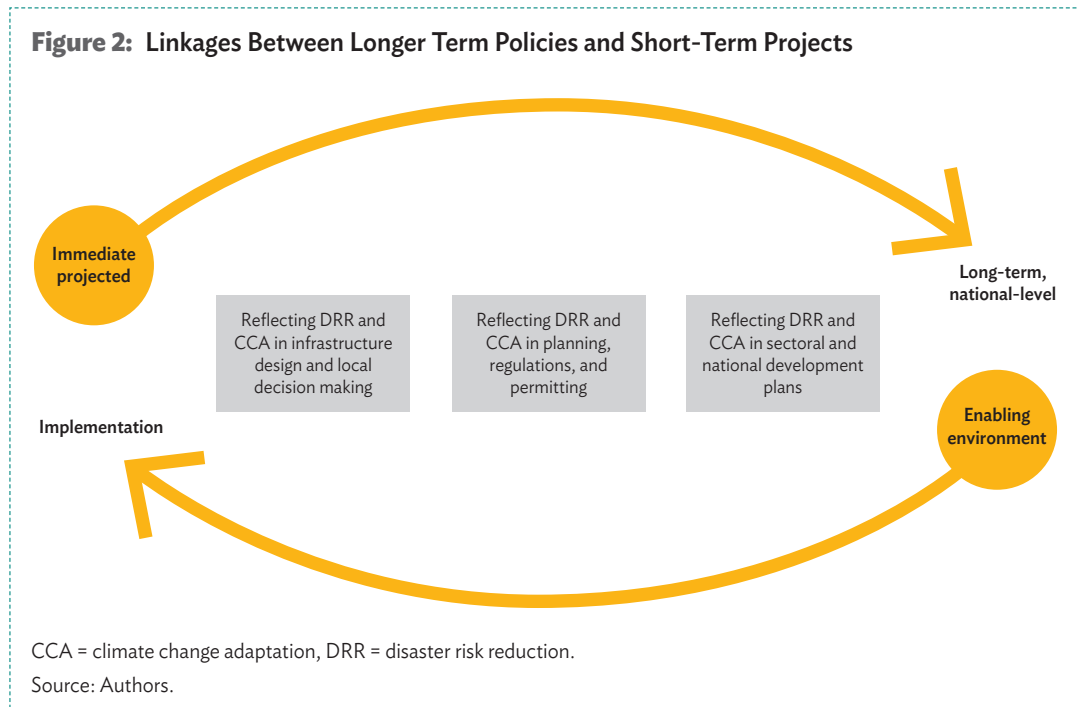 Figure 2: Linkages Between Longer Term Policies and Short-Term Projects
Immediate
projected
Long-term,
national-level
Reflecting DRR and
CCA in infrastructure
design and local
decision making
Reflecting DRR and
CCA in planning,
regulations, and
permitting
Reflecting DRR and
CCA in sectoral and
national development
plans
Implementation
Enabling
environment
CCA = climate change adaptation, DRR = disaster risk reduction.
Source: Authors.